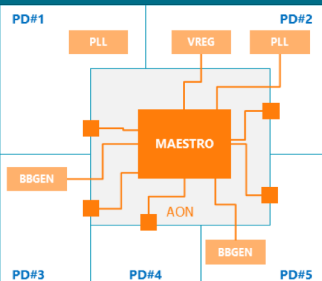 PD#1
PD#2
PLL
VREG
PLL
MAESTRO
BBGEN
AON
BBGEN
PD#3
PD#4
PD#5